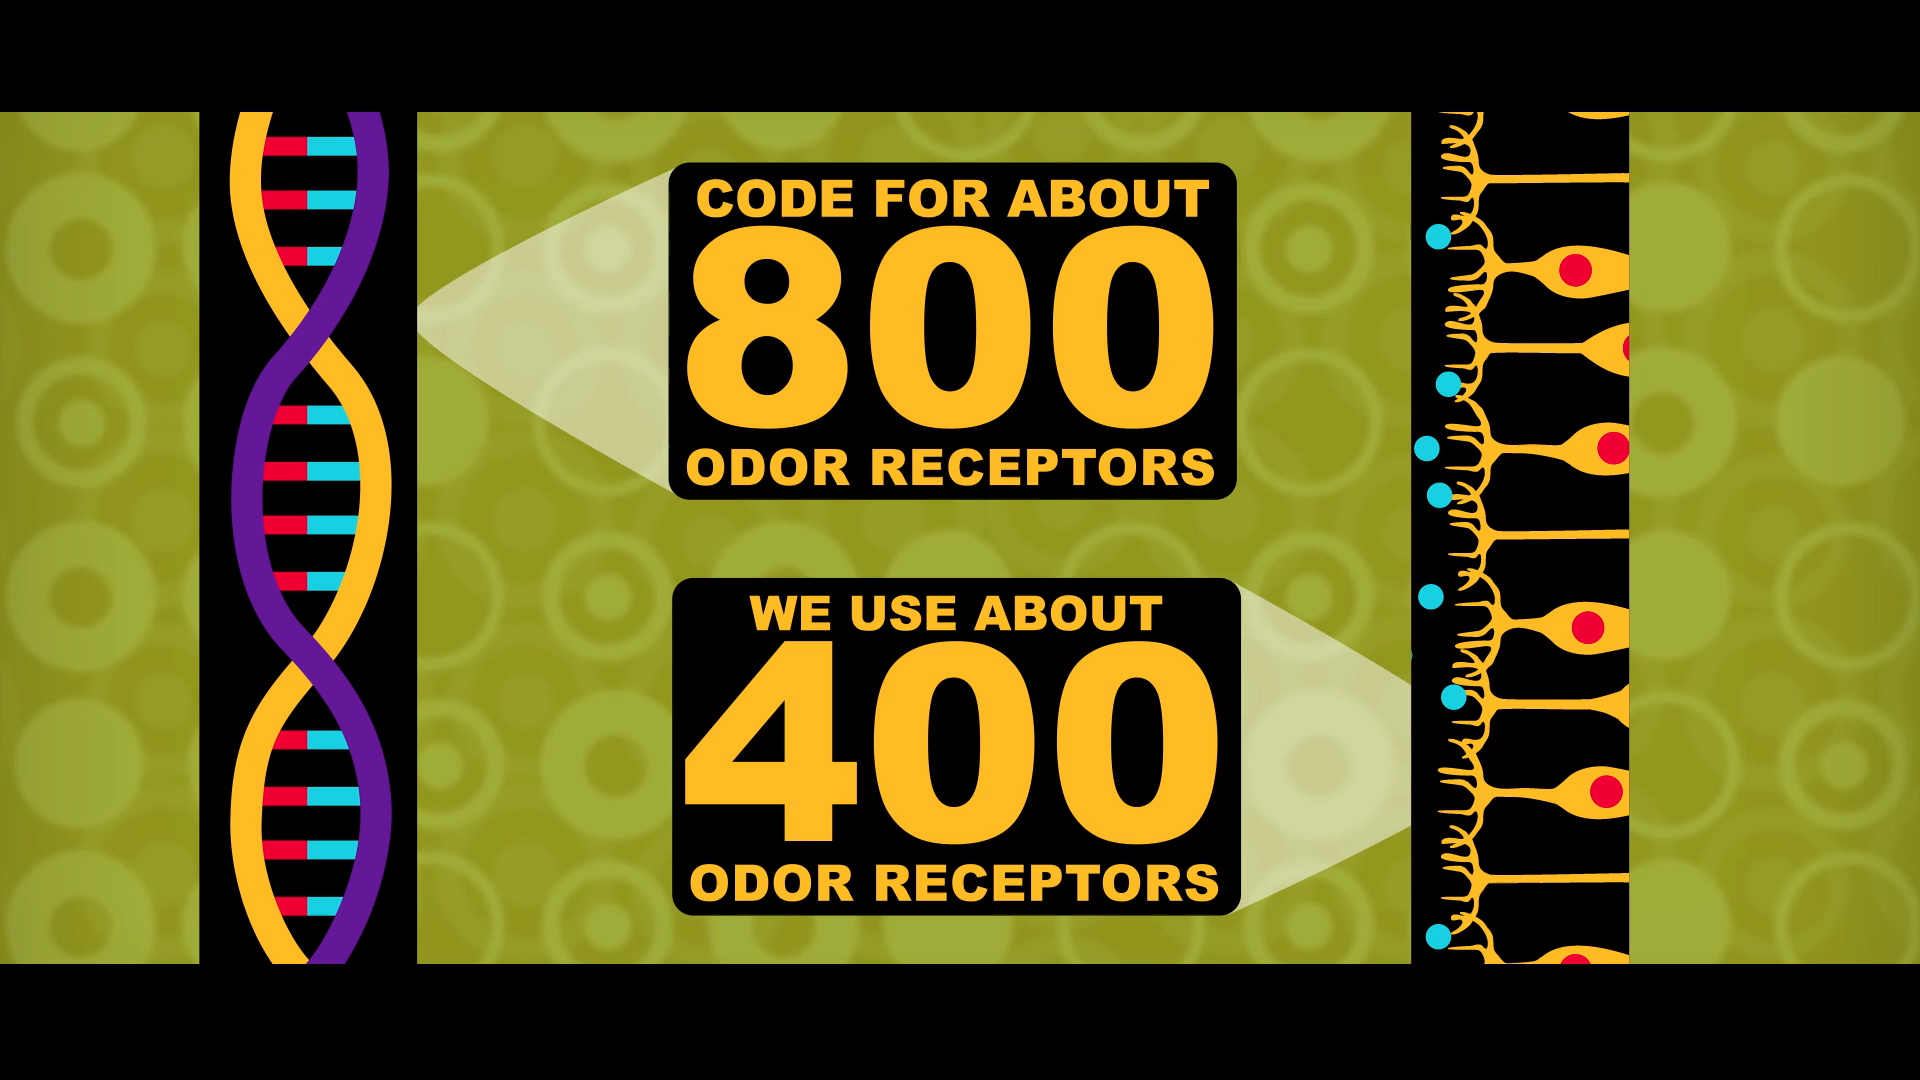 CODE FOR ABOUT
800
ODOR RECEPTORS
WE USE ABOUT
400
ODOR RECEPTORS